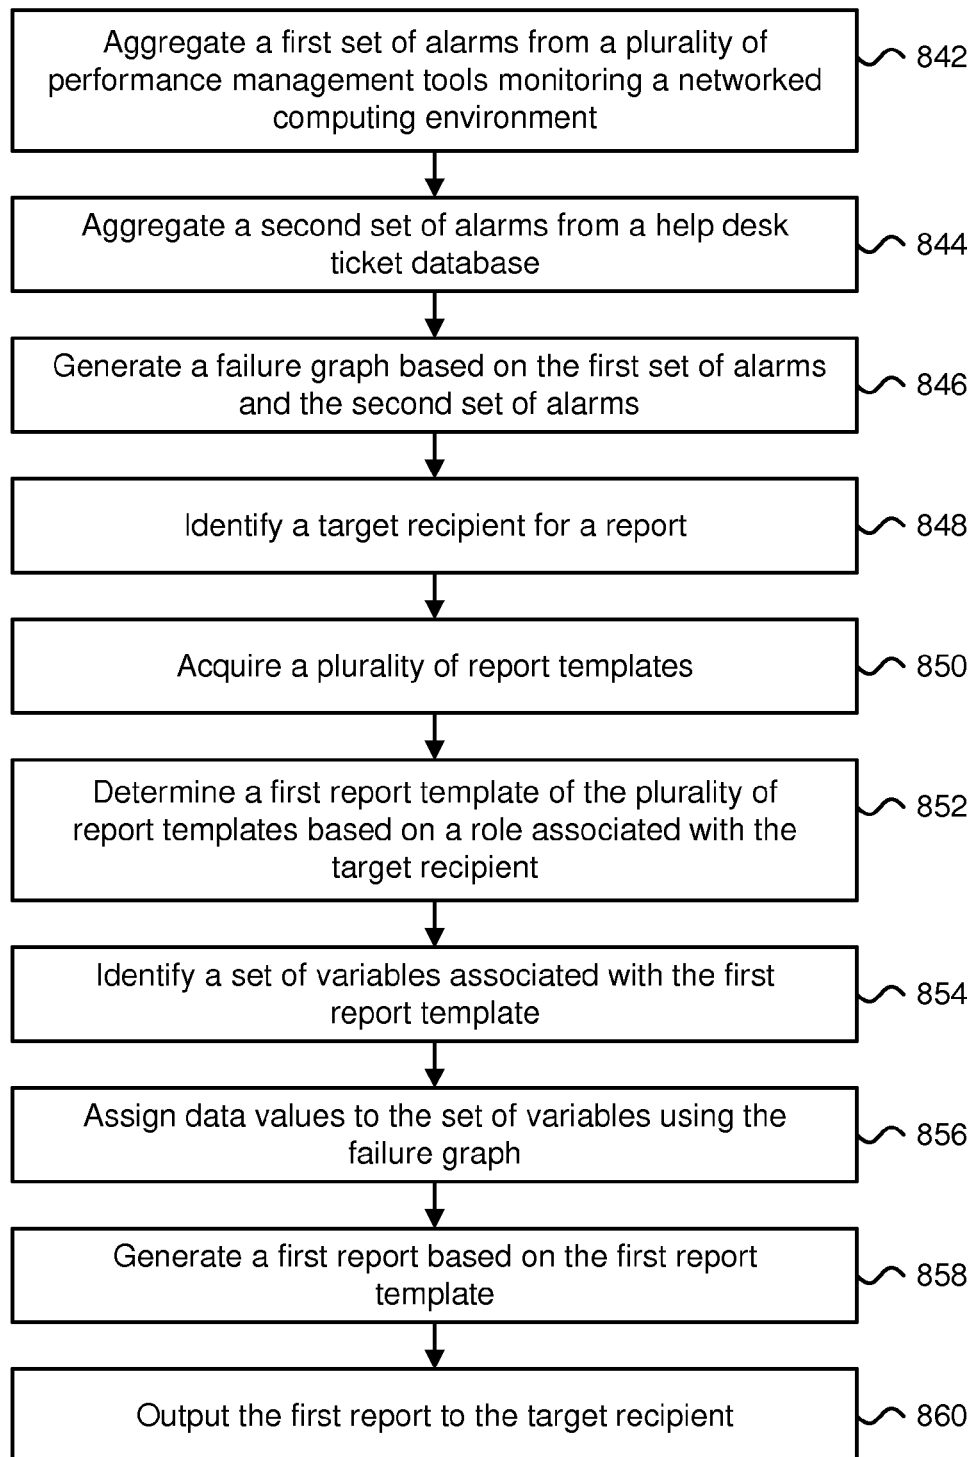 Aggregate a first set of alarms from a plurality of
performance management tools monitoring a networked
computing environment
842
Aggregate a second set of alarms from a help desk
ticket database
844
Generate a failure graph based on the first set of alarms
and the second set of alarms
846
Identify a target recipient for a report
848
Acquire a plurality of report templates
850
Determine a first report template of the plurality of
report templates based on a role associated with the
target recipient
852
Identify a set of variables associated with the first
report template
854
Assign data values to the set of variables using the
failure graph
856
Generate a first report based on the first report
template
858
Output the first report to the target recipient
860